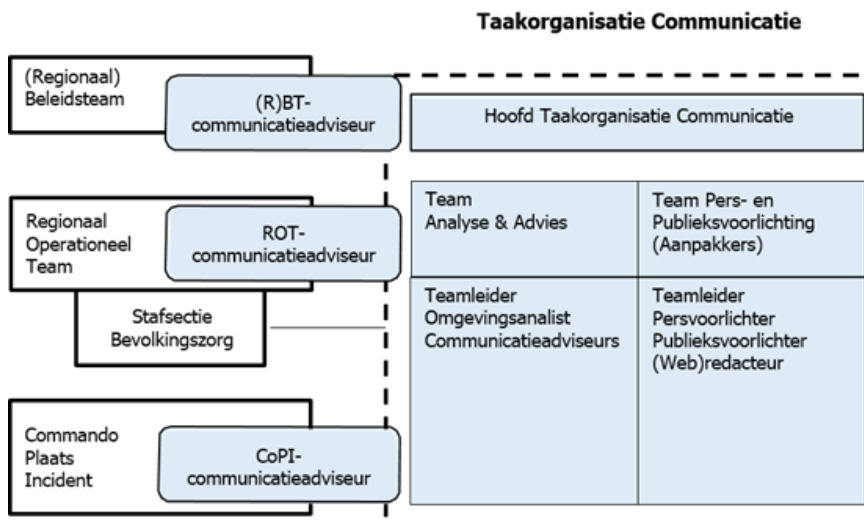 Taakorganisatie Communicatie
(Regionaal)
Beleidsteam
(R)BT-
communicatieadviseur
Hoofd Taakorganisatie Communicatie
Regionaal
Operationeel
Team
ROT-
communicatieadviseur
Team
Analyse & Advies
Team Pers- en
Publieksvoorlichting
(Aanpakkers)
Stafsectie
Bevolkingszorg
Teamleider
Omgevingsanalist
Communicatieadviseurs
Teamleider
Persvoorlichter
Publieksvoorlichter
(Web)redacteur
Commando
Plaats
Incident
CoPI-
communicatieadviseur